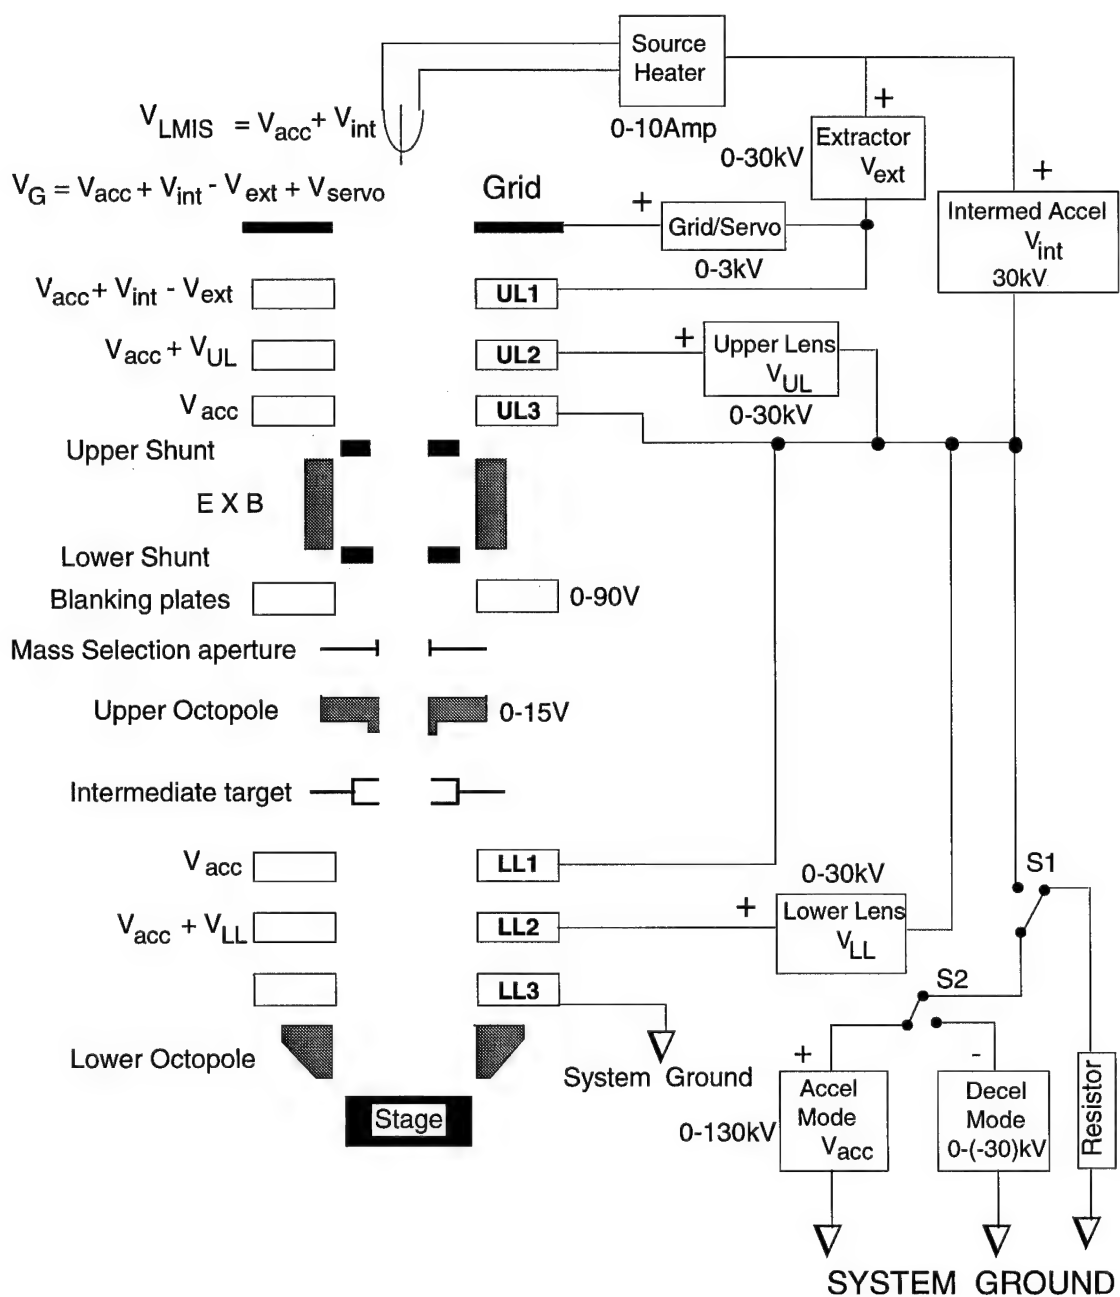 Source
Heater
0-10Amp
V_LMIS = V_acc + V_int
+
0-30kV
Extractor
V_ext
V_G = V_acc + V_int - V_ext + V_servo
Grid
+
Grid/Servo
0-3kV
+
Intermed Accel
V_int
30kV
V_acc + V_int - V_ext
UL1
V_acc + V_UL
UL2
+
Upper Lens
V_UL
0-30kV
V_acc
UL3
Upper Shunt
E X B
Lower Shunt
Blanking plates
0-90V
Mass Selection aperture
Upper Octopole
0-15V
Intermediate target
V_acc
LL1
0-30kV
S1
V_acc + V_LL
LL2
+
Lower Lens
V_LL
LL3
S2
Lower Octopole
System Ground
Stage
+
0-130kV
Accel
Mode
V_acc
-
Decel
Mode
0-(-30)kV
Resistor
SYSTEM GROUND